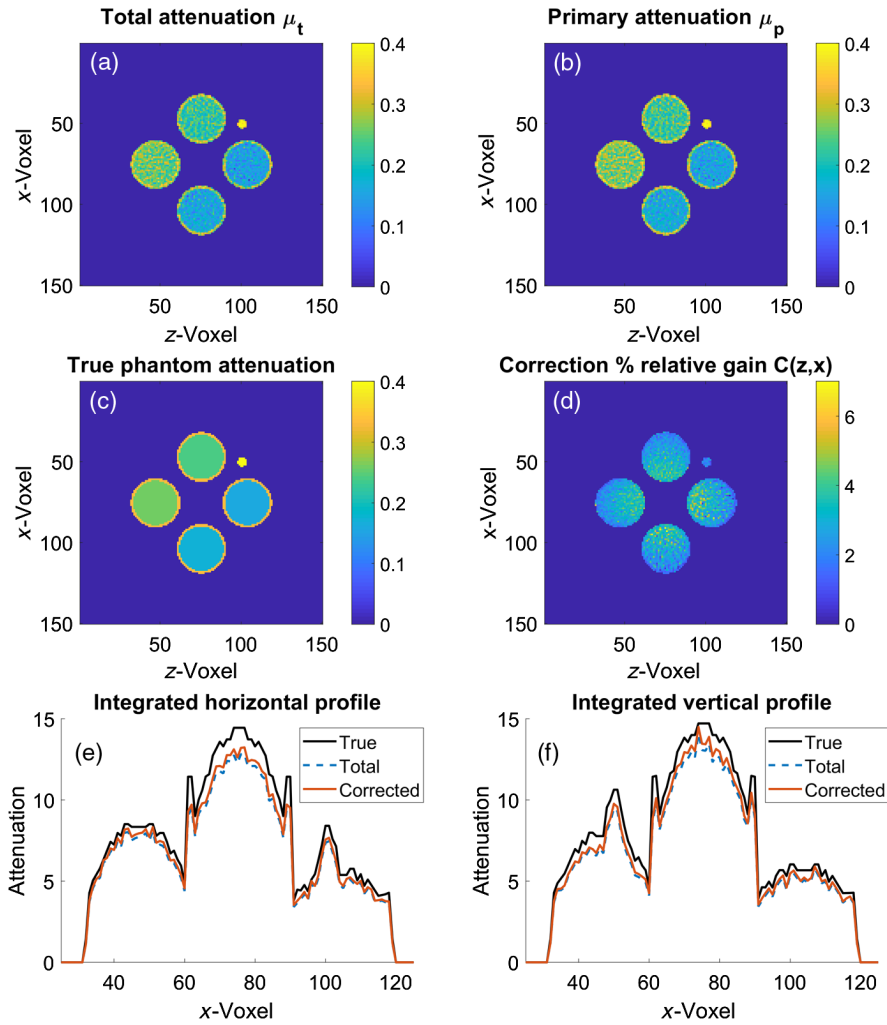 Total attenuation μt
Primary attenuation μp
(a)
(b)
x-Voxel
50
100
150
50
100
150
z-Voxel
0.4
0.3
0.2
0.1
0
x-Voxel
50
100
150
50
100
150
z-Voxel
0.4
0.3
0.2
0.1
0
True phantom attenuation
Correction % relative gain C(z,x)
(c)
(d)
x-Voxel
50
100
150
50
100
150
z-Voxel
0.4
0.3
0.2
0.1
0
x-Voxel
50
100
150
50
100
150
z-Voxel
6
4
2
0
Integrated horizontal profile
Integrated vertical profile
(e)
Attenuation
15
10
5
0
40
60
80
100
120
x-Voxel
True
Total
Corrected
(f)
Attenuation
15
10
5
0
40
60
80
100
120
x-Voxel
True
Total
Corrected